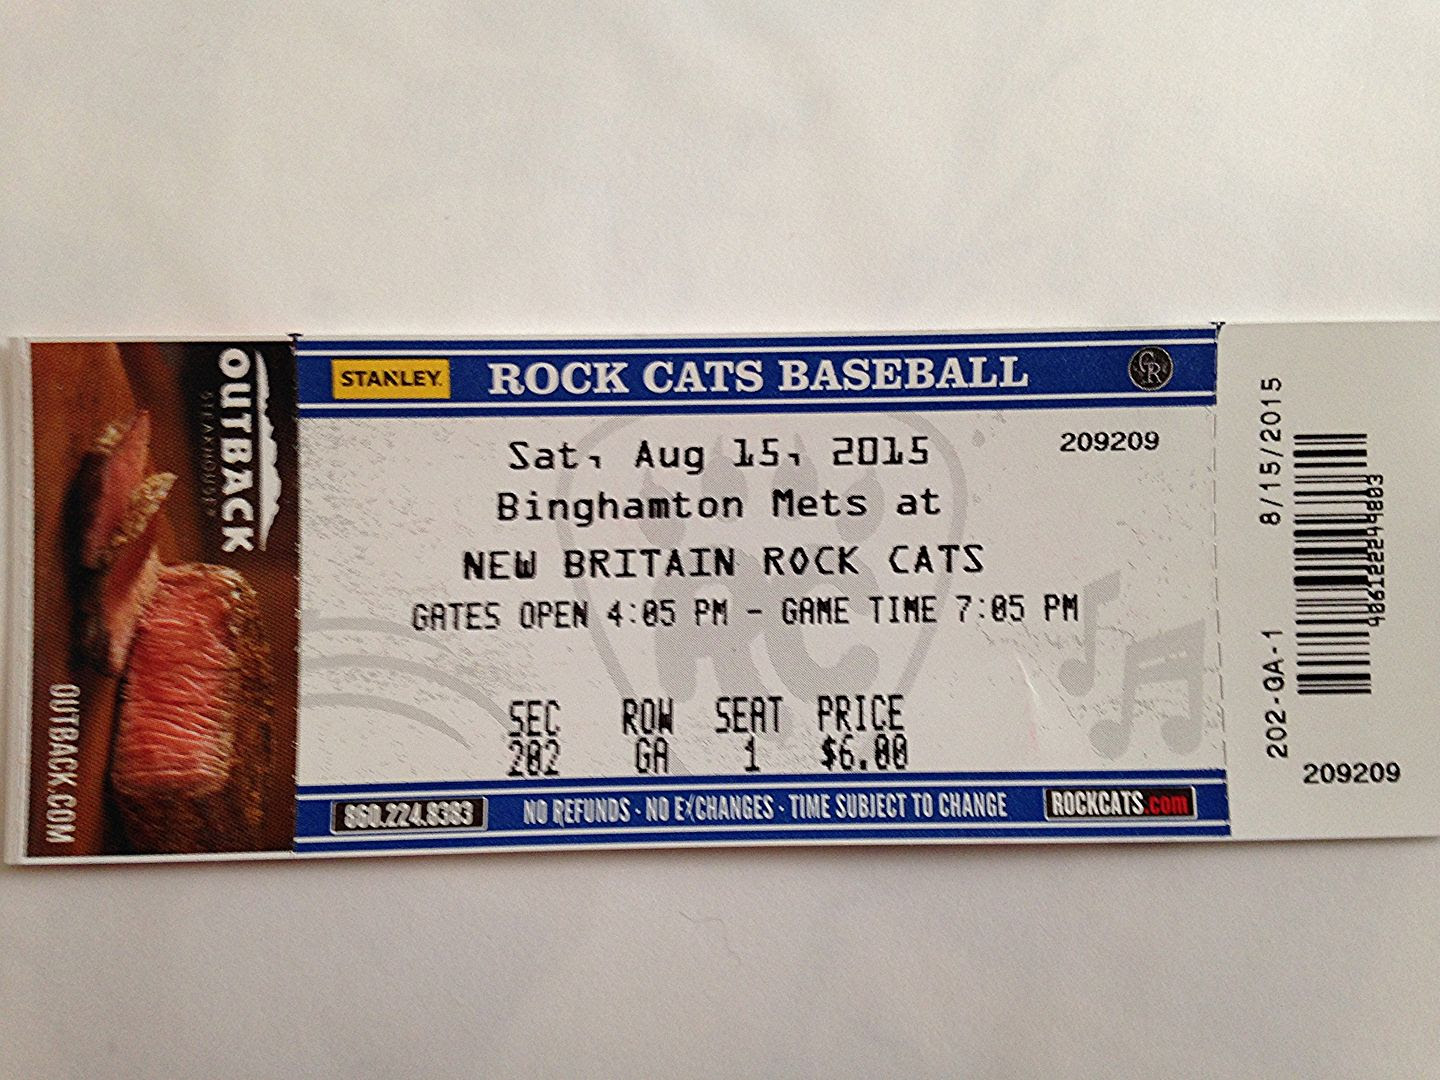 OUTBACK
STEAKHOUSE
OUTBACK.COM
STANLEY.
ROCK CATS BASEBALL
CR
Sat, Aug 15, 2015
209209
Binghamton Mets at
NEW BRITAIN ROCK CATS
GATES OPEN 4:05 PM - GAME TIME 7:05 PM
SEC ROW SEAT PRICE
202 GA 1 $6.00
860.224.8383
NO REFUNDS · NO EXCHANGES · TIME SUBJECT TO CHANGE
ROCKCATS.com
202-GA-1 8/15/2015
209209